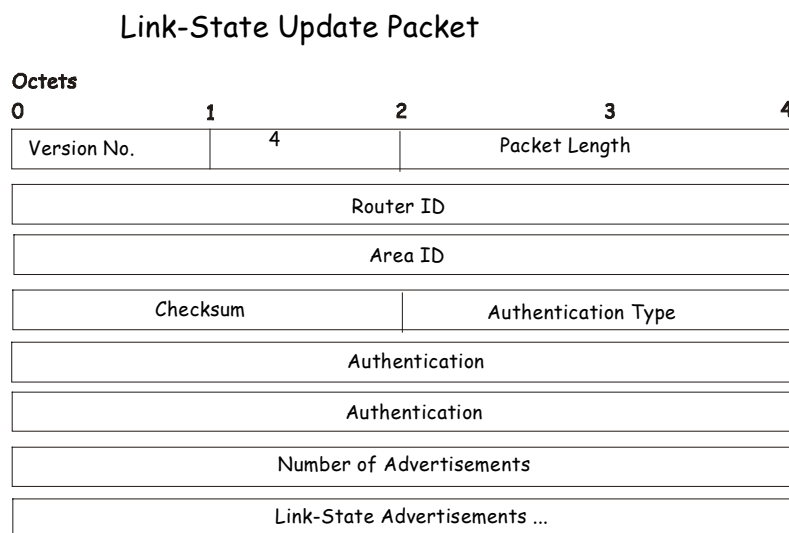 Link-State Update Packet
Octets
0 1 2 3 4
Version No. 4 Packet Length
Router ID
Area ID
Checksum Authentication Type
Authentication
Authentication
Number of Advertisements
Link-State Advertisements ...